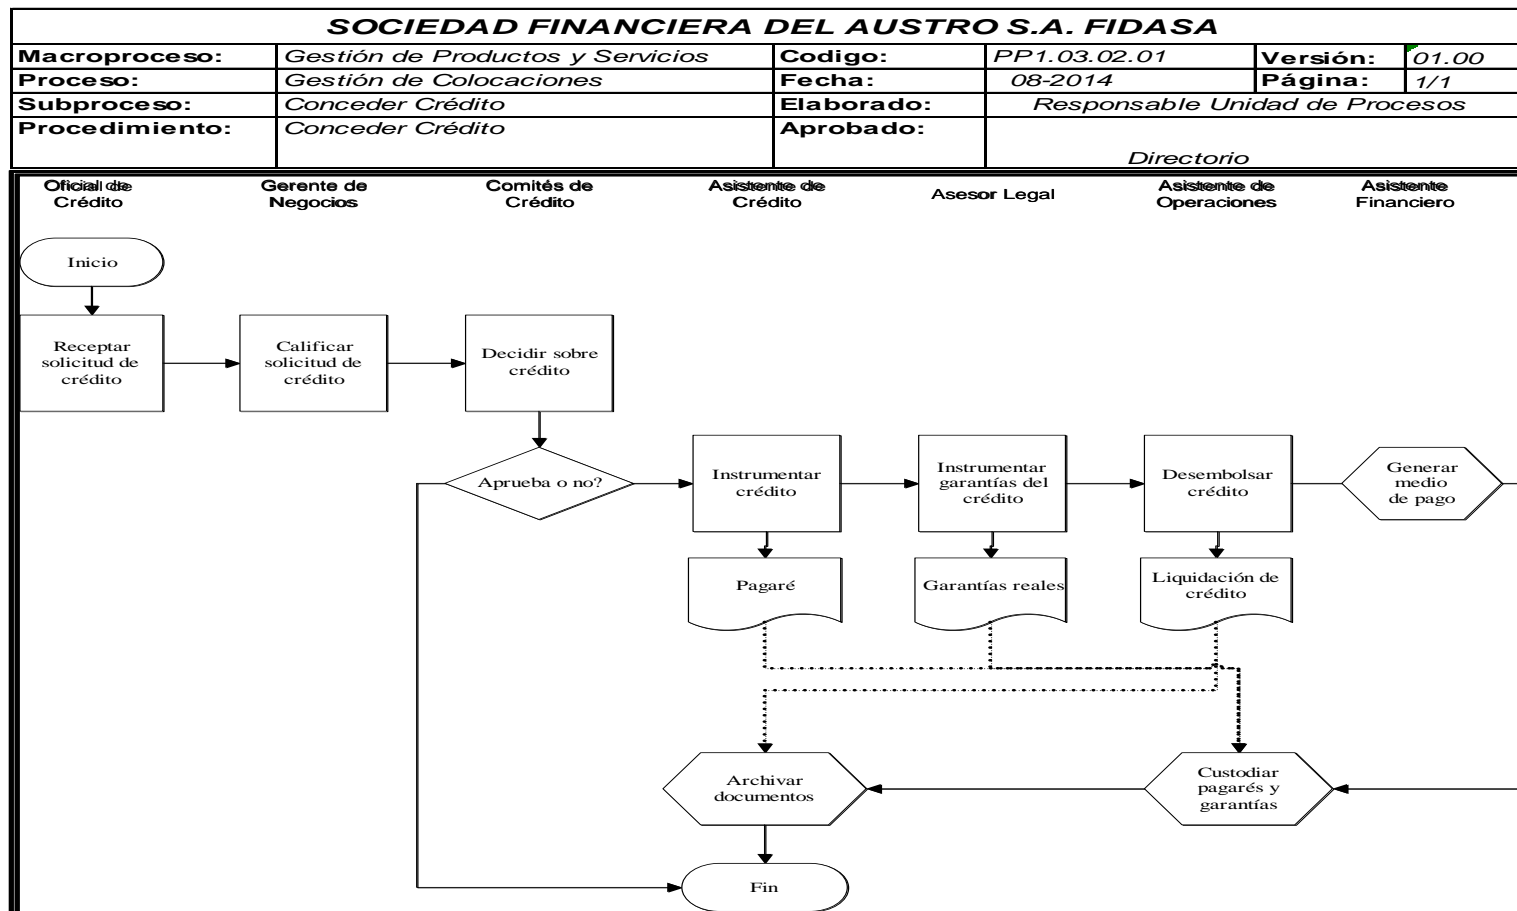 SOCIEDAD FINANCIERA DEL AUSTRO S.A. FIDASA
Macroproceso: Gestión de Productos y Servicios Codigo: PP1.03.02.01 Versión: 01.00
Proceso: Gestión de Colocaciones Fecha: 08-2014 Página: 1/1
Subproceso: Conceder Crédito Elaborado: Responsable Unidad de Procesos
Procedimiento: Conceder Crédito Aprobado:
Directorio
Oficial de
Crédito
Gerente de
Negocios
Comités de
Crédito
Asistente de
Crédito
Asesor Legal
Asistente de
Operaciones
Asistente
Financiero
Inicio
Receptar
solicitud de
crédito
Calificar
solicitud de
crédito
Decidir sobre
crédito
Aprueba o no?
Instrumentar
crédito
Instrumentar
garantías del
crédito
Desembolsar
crédito
Generar
medio
de pago
Pagaré
Garantías reales
Liquidación de
crédito
Archivar
documentos
Custodiar
pagarés y
garantías
Fin